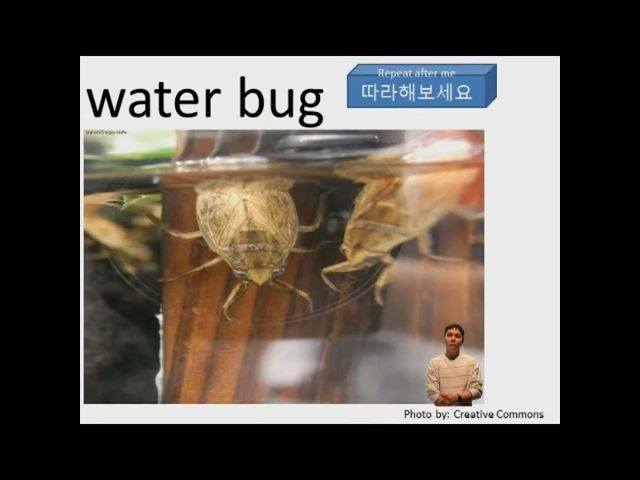 Repeat after me
water bug
따라해보세요
Photo by: Creative Commons